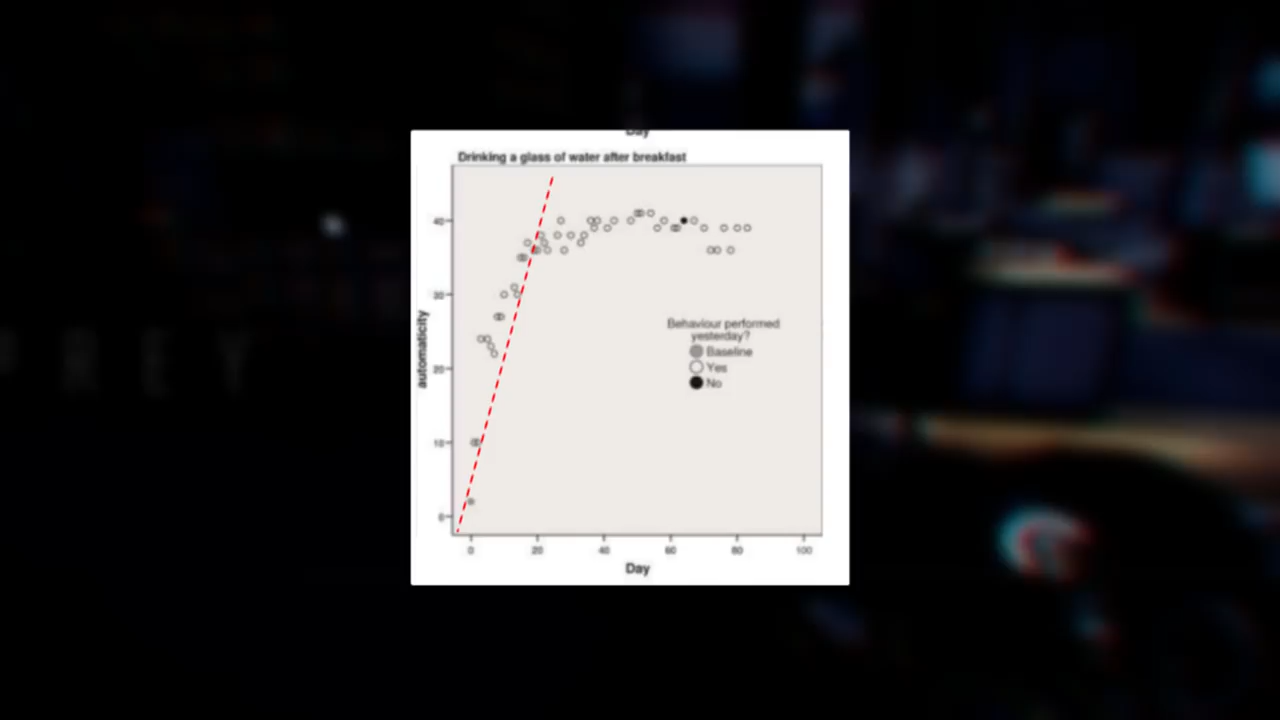 Day
Drinking a glass of water after breakfast
40
30
20
10
0
automaticity
Behaviour performed
yesterday?
Baseline
Yes
No
0 20 40 60 80 100
Day
P R E Y